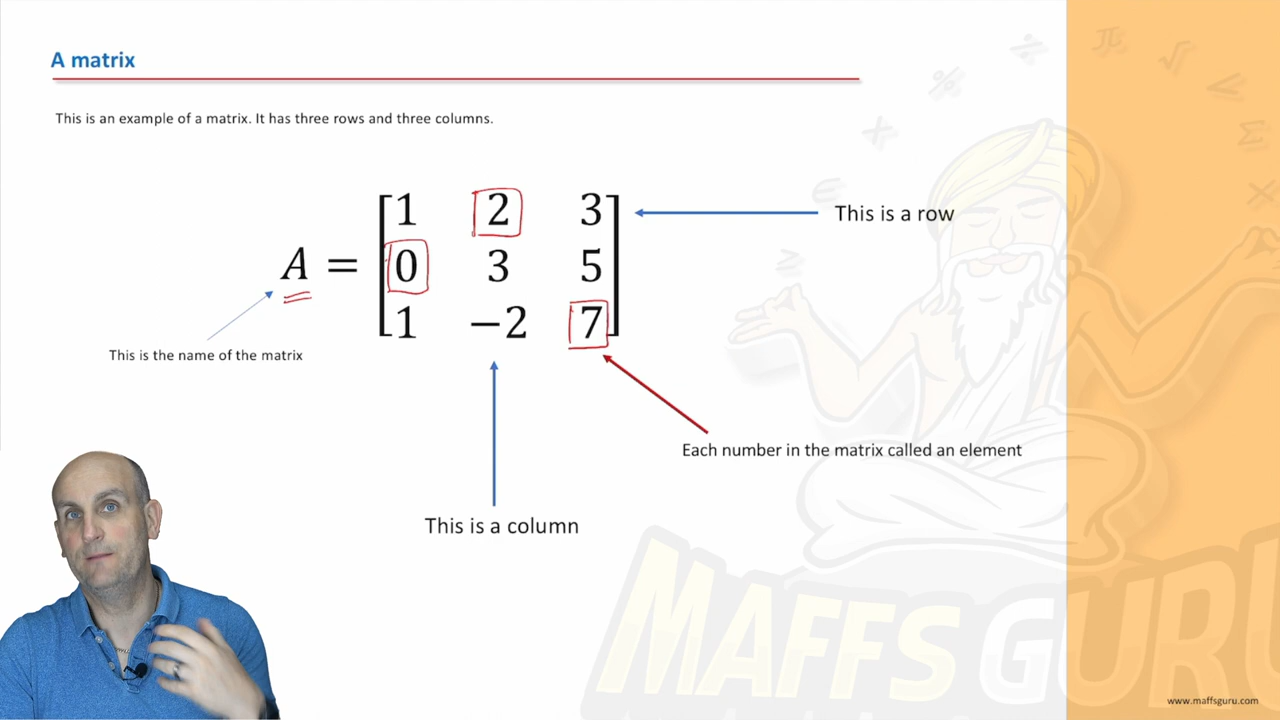 A matrix
This is an example of a matrix. It has three rows and three columns.
A = [1 2 3
0 3 5
1 −2 7]
This is a row
This is the name of the matrix
Each number in the matrix called an element
This is a column
MAFFS GURU
www.maffsguru.com
π
√
<
%
÷
+
Σ
×
€
≥